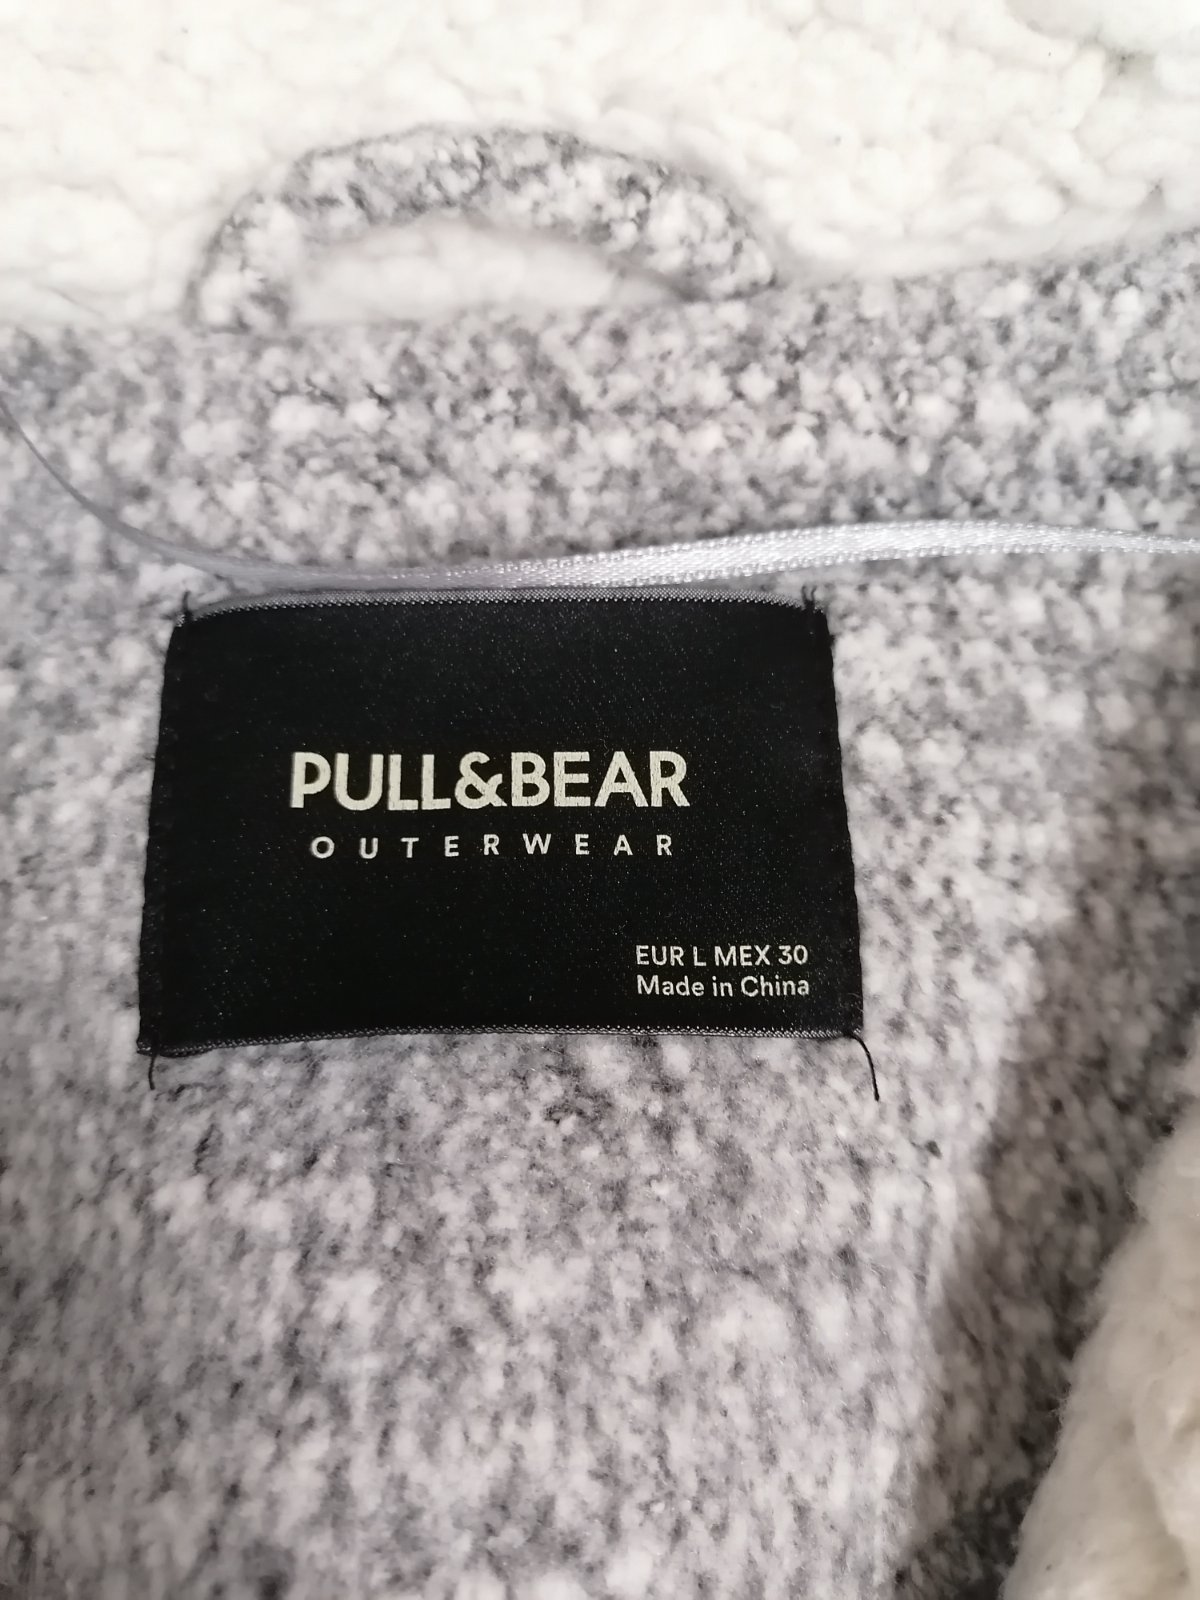 PULL&BEAR
OUTERWEAR
EUR L MEX 30
Made in China